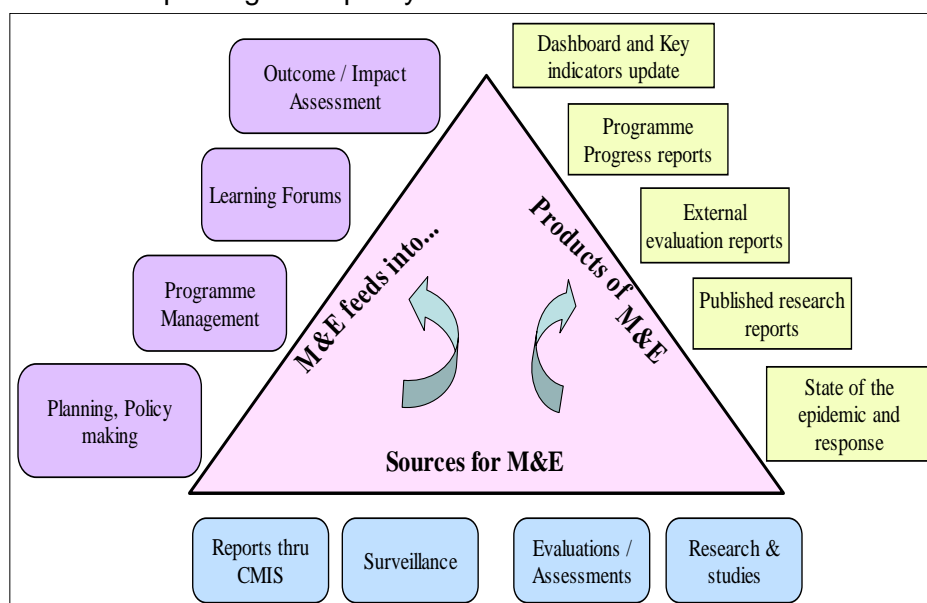 Outcome / Impact
Assessment
Learning Forums
Programme
Management
Planning, Policy
making
M&E feeds into...
Products of M&E
Sources for M&E
Dashboard and Key
indicators update
Programme
Progress reports
External
evaluation reports
Published research
reports
State of the
epidemic and
response
Reports thru
CMIS
Surveillance
Evaluations /
Assessments
Research &
studies